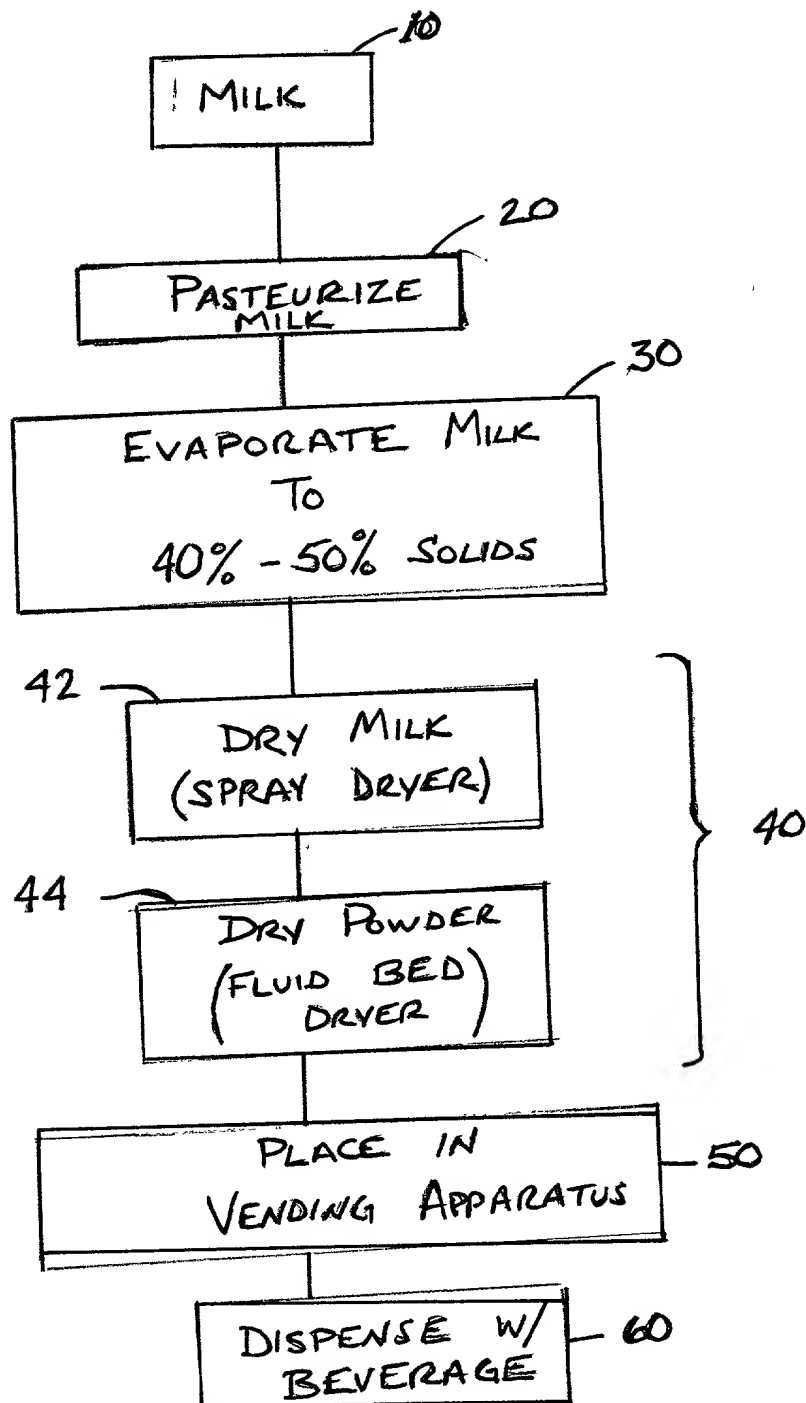 10
MILK
20
PASTEURIZE
MILK
30
EVAPORATE MILK
TO
40% - 50% SOLIDS
42
DRY MILK
(SPRAY DRYER)
40
44
DRY POWDER
(FLUID BED
DRYER)
PLACE IN
VENDING APPARATUS
50
DISPENSE W/
BEVERAGE
60